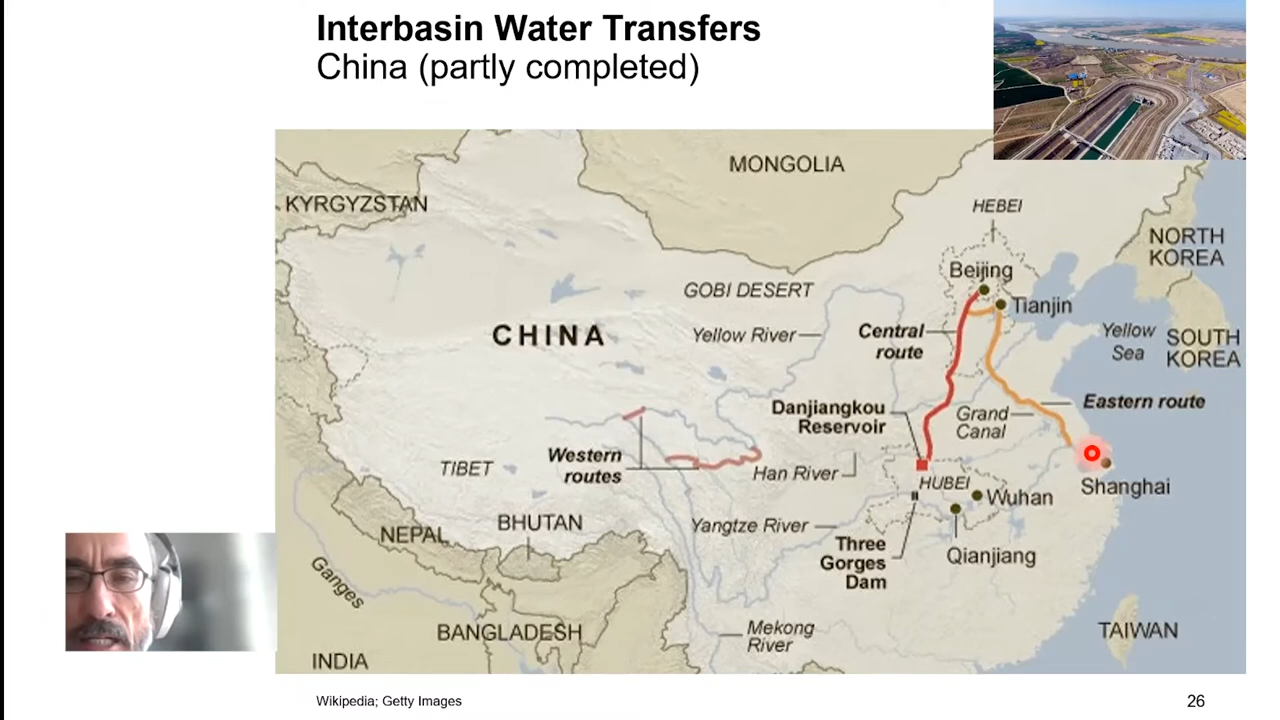 Interbasin Water Transfers
China (partly completed)
MONGOLIA
KYRGYZSTAN
HEBEI
NORTH
KOREA
Beijing
GOBI DESERT
Tianjin
CHINA
Yellow River
Central
route
Yellow
Sea
SOUTH
KOREA
Danjiangkou
Reservoir
Grand
Canal
Eastern route
Western
routes
TIBET
Han River
HUBEI
Shanghai
Wuhan
NEPAL
BHUTAN
Yangtze River
Three
Gorges
Dam
Qianjiang
Ganges
BANGLADESH
Mekong
River
TAIWAN
INDIA
Wikipedia; Getty Images
26